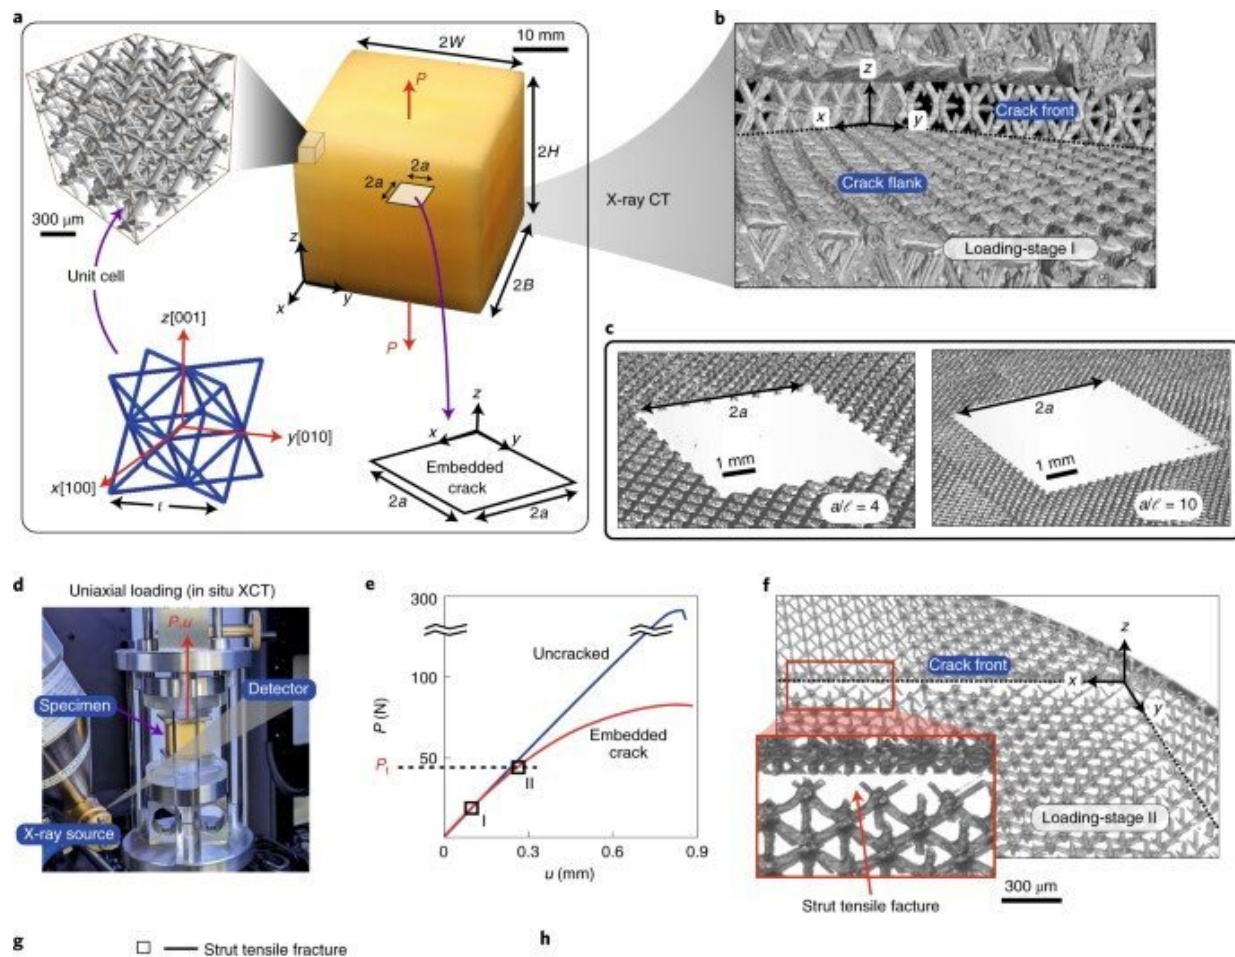 a
2W
10 mm
P
2a
2a
2H
300 μm
Unit cell
z
x
y
2B
P
z[001]
y[010]
x[100]
ℓ
z
x
y
Embedded
crack
2a
2a
X-ray CT
b
z
x
y
Crack front
Crack flank
Loading-stage I
c
2a
1 mm
a/ℓ = 4
2a
1 mm
a/ℓ = 10
d
Uniaxial loading (in situ XCT)
P,u
Detector
Specimen
X-ray source
e
300
100
50
P (N)
Uncracked
Embedded
crack
Pf
I
II
0
0.3
0.6
0.9
u (mm)
f
z
Crack front
x
y
Loading-stage II
Strut tensile facture
300 μm
g
Strut tensile fracture
h